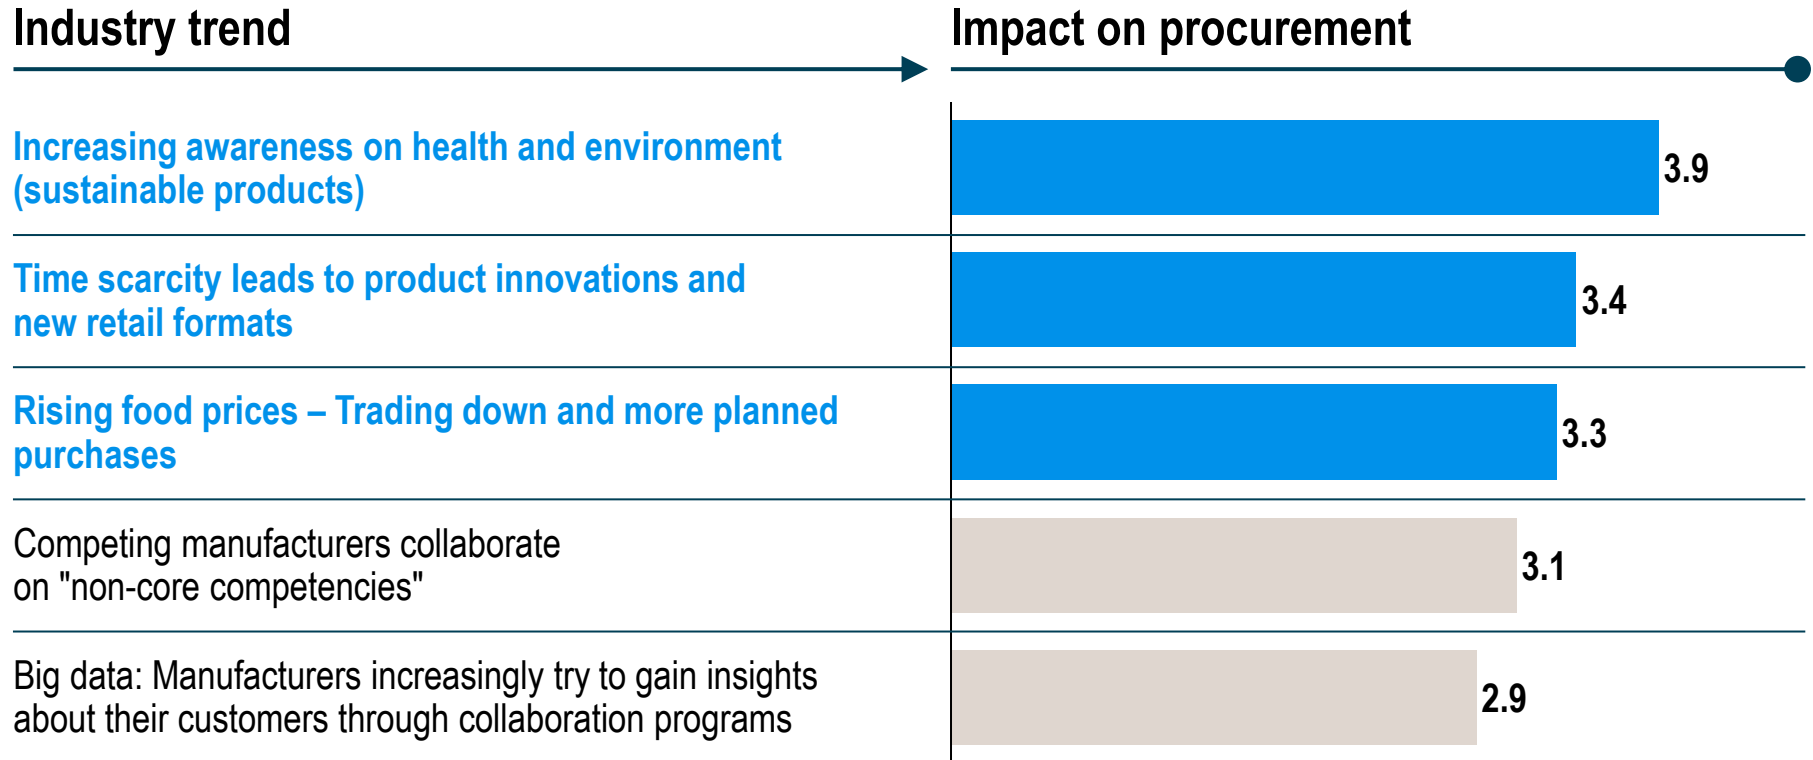 Industry trend
Impact on procurement
Increasing awareness on health and environment
(sustainable products)
3.9
Time scarcity leads to product innovations and
new retail formats
3.4
Rising food prices – Trading down and more planned
purchases
3.3
Competing manufacturers collaborate
on "non-core competencies"
3.1
Big data: Manufacturers increasingly try to gain insights
about their customers through collaboration programs
2.9